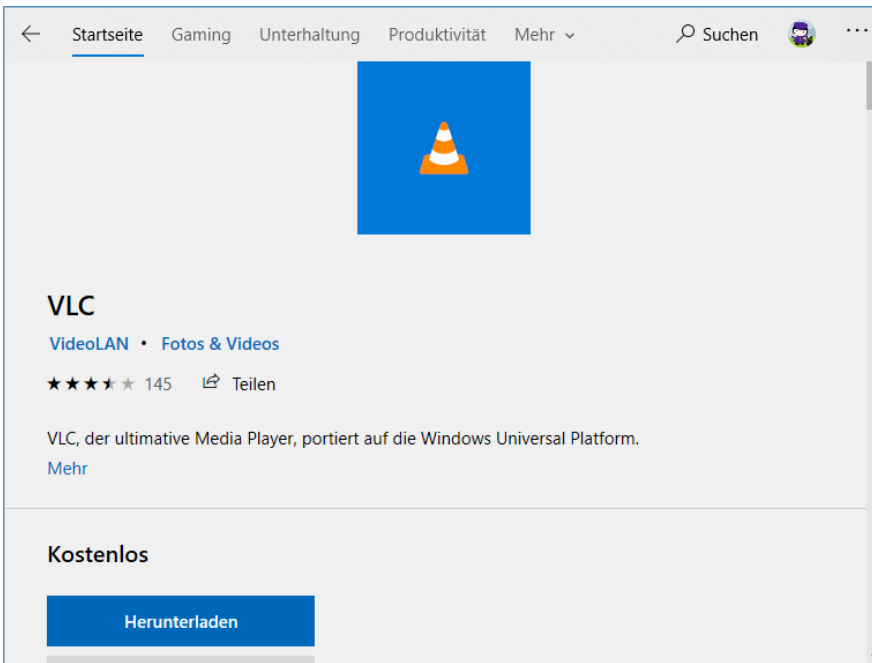 Startseite Gaming Unterhaltung Produktivität Mehr Suchen
VLC
VideoLAN • Fotos & Videos
145 Teilen
VLC, der ultimative Media Player, portiert auf die Windows Universal Platform.
Mehr
Kostenlos
Herunterladen